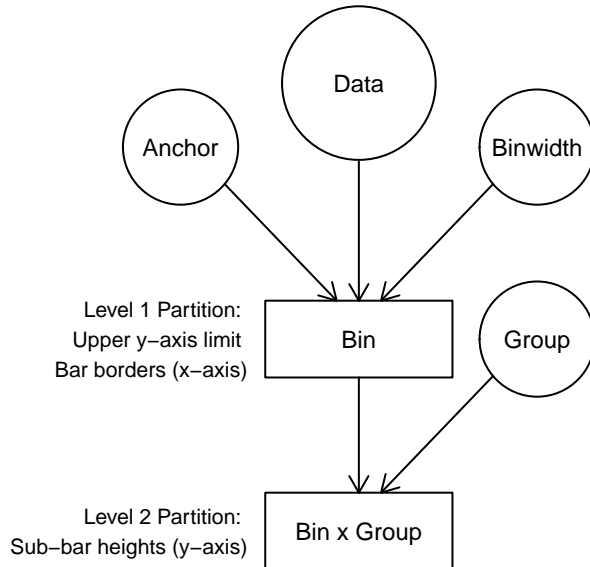 Data
Anchor
Binwidth
Level 1 Partition:
Upper y−axis limit
Bar borders (x−axis)
Bin
Group
Level 2 Partition:
Sub−bar heights (y−axis)
Bin x Group